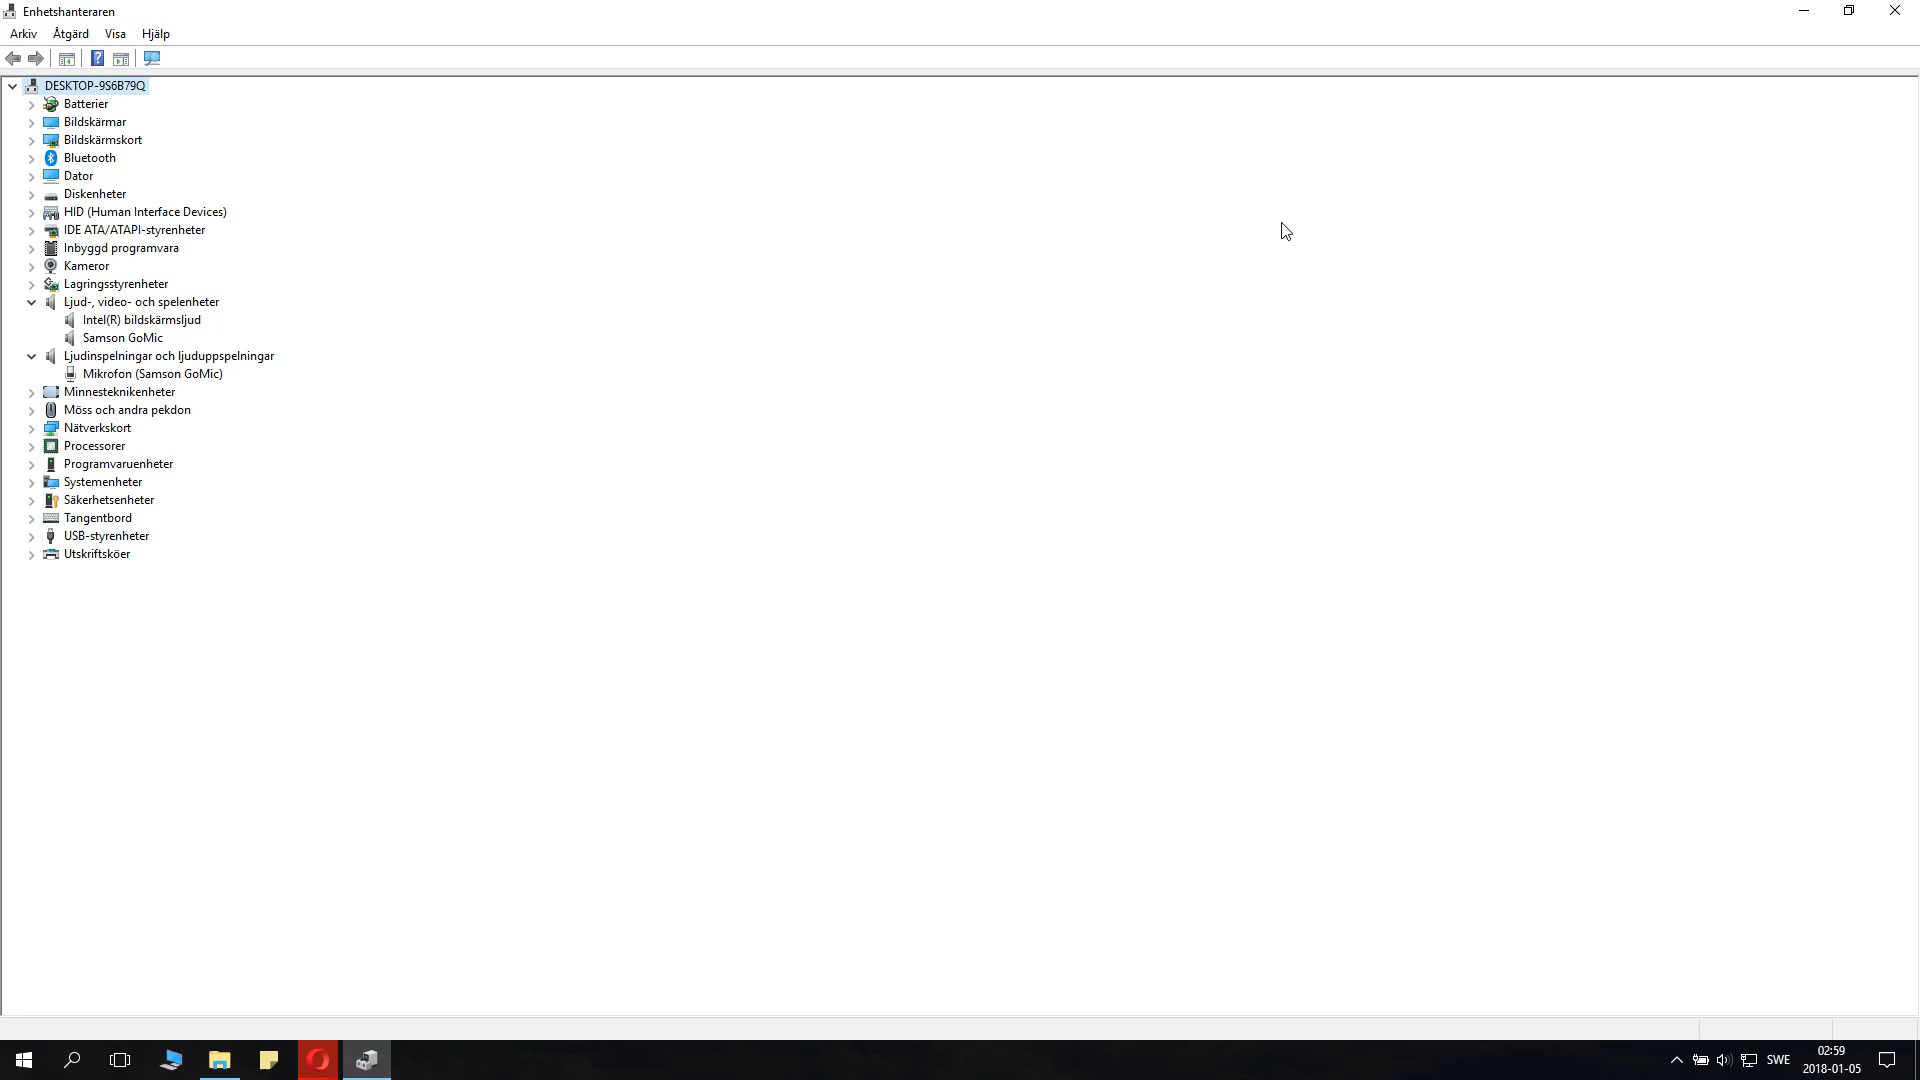 Enhetshanteraren
Arkiv Åtgärd Visa Hjälp
DESKTOP-9S6B79Q
Batterier
Bildskärmar
Bildskärmskort
Bluetooth
Dator
Diskenheter
HID (Human Interface Devices)
IDE ATA/ATAPI-styrenheter
Inbyggd programvara
Kameror
Lagringsstyrenheter
Ljud-, video- och spelenheter
Intel(R) bildskärmsljud
Samson GoMic
Ljudinspelningar och ljuduppspelningar
Mikrofon (Samson GoMic)
Minnesteknikenheter
Möss och andra pekdon
Nätverkskort
Processorer
Programvaruenheter
Systemenheter
Säkerhetsenheter
Tangentbord
USB-styrenheter
Utskriftsköer
SWE
02:59
2018-01-05